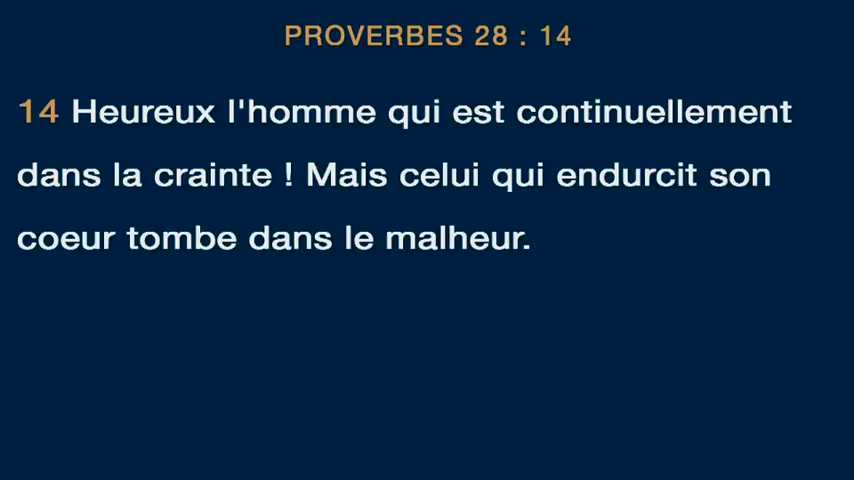 PROVERBES 28 : 14
14 Heureux l'homme qui est continuellement
dans la crainte ! Mais celui qui endurcit son
coeur tombe dans le malheur.